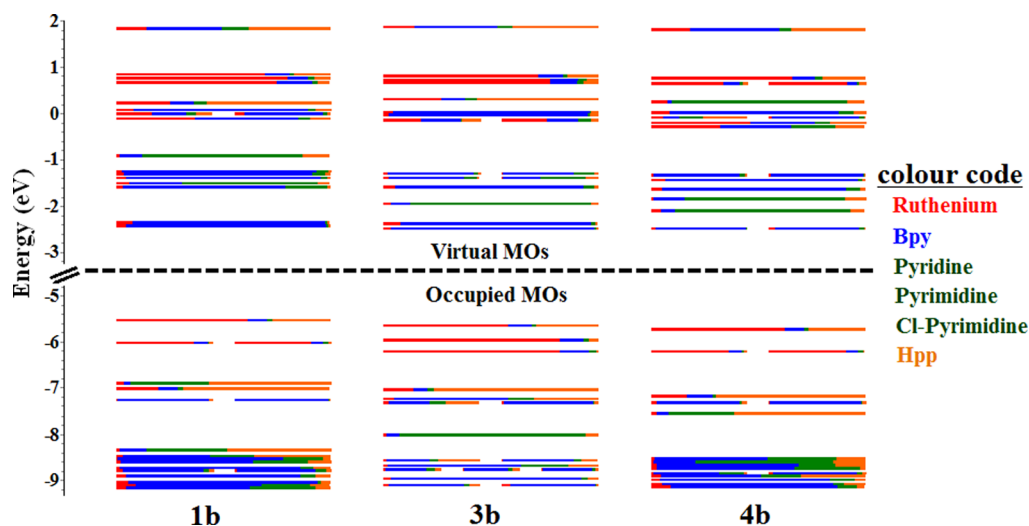 2
1
0
-1
-2
-3
-5
-6
-7
-8
-9
Energy (eV)
Virtual MOs
Occupied MOs
colour code
Ruthenium
Bpy
Pyridine
Pyrimidine
Cl-Pyrimidine
Hpp
1b 3b 4b